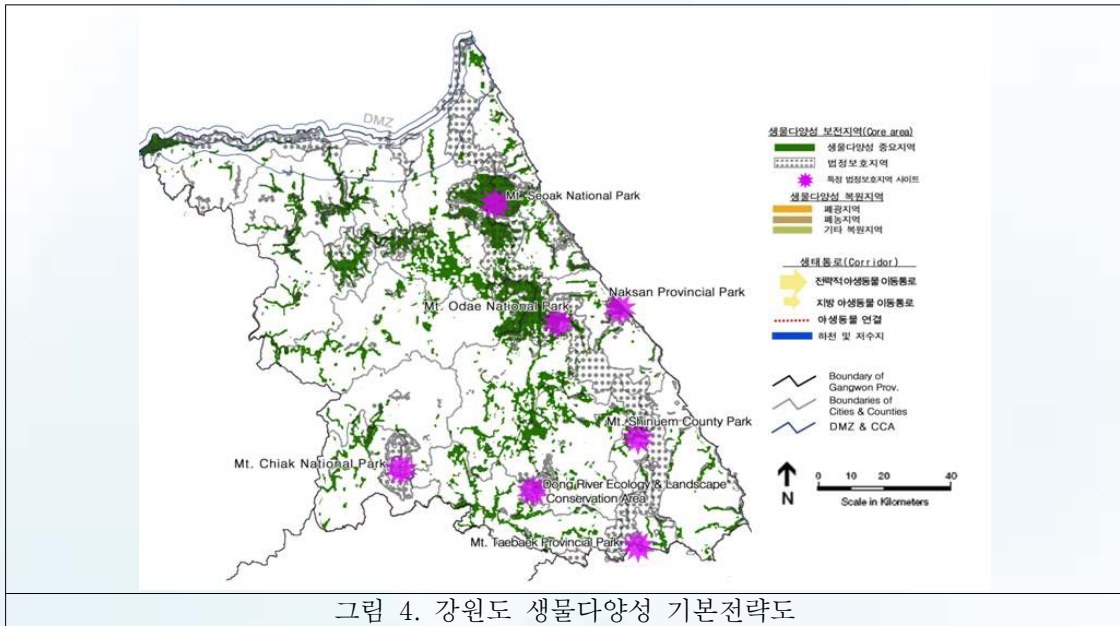 DMZ
Mt. Seoak National Park
Naksan Provincial Park
Mt. Odae National Park
Mt. Shinuem County Park
Mt. Chiak National Park
Dong River Ecology & Landscape
Conservation Area
Mt. Taebaek Provincial Park
생물다양성 보전지역(Core area)
생물다양성 중요지역
법정보호지역
특정 법정보호지역 사이트
생물다양성 복원지역
폐광지역
폐농지역
기타 복원지역
생태통로(Corridor)
전략적 야생동물 이동통로
지방 야생동물 이동통로
야생동물 연결
하천 및 저수지
Boundary of
Gangwon Prov.
Boundaries of
Cities & Counties
DMZ & CCA
N
0 10 20 40
Scale in Kilometers
그림 4. 강원도 생물다양성 기본전략도